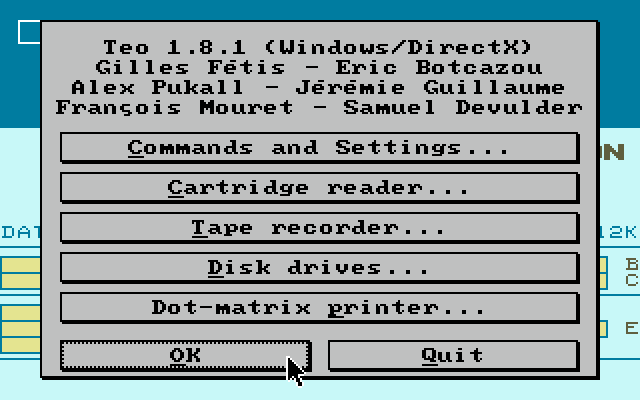 Teo 1.8.1 (Windows/DirectX)
Gilles Fétis - Eric Botcazou
Alex Pukall - Jérémie Guillaume
François Mouret - Samuel Devulder
Commands and Settings...
Cartridge reader...
DAT
Tape recorder...
12K
Disk drives...
B
C
Dot-matrix printer...
E
OK
Quit